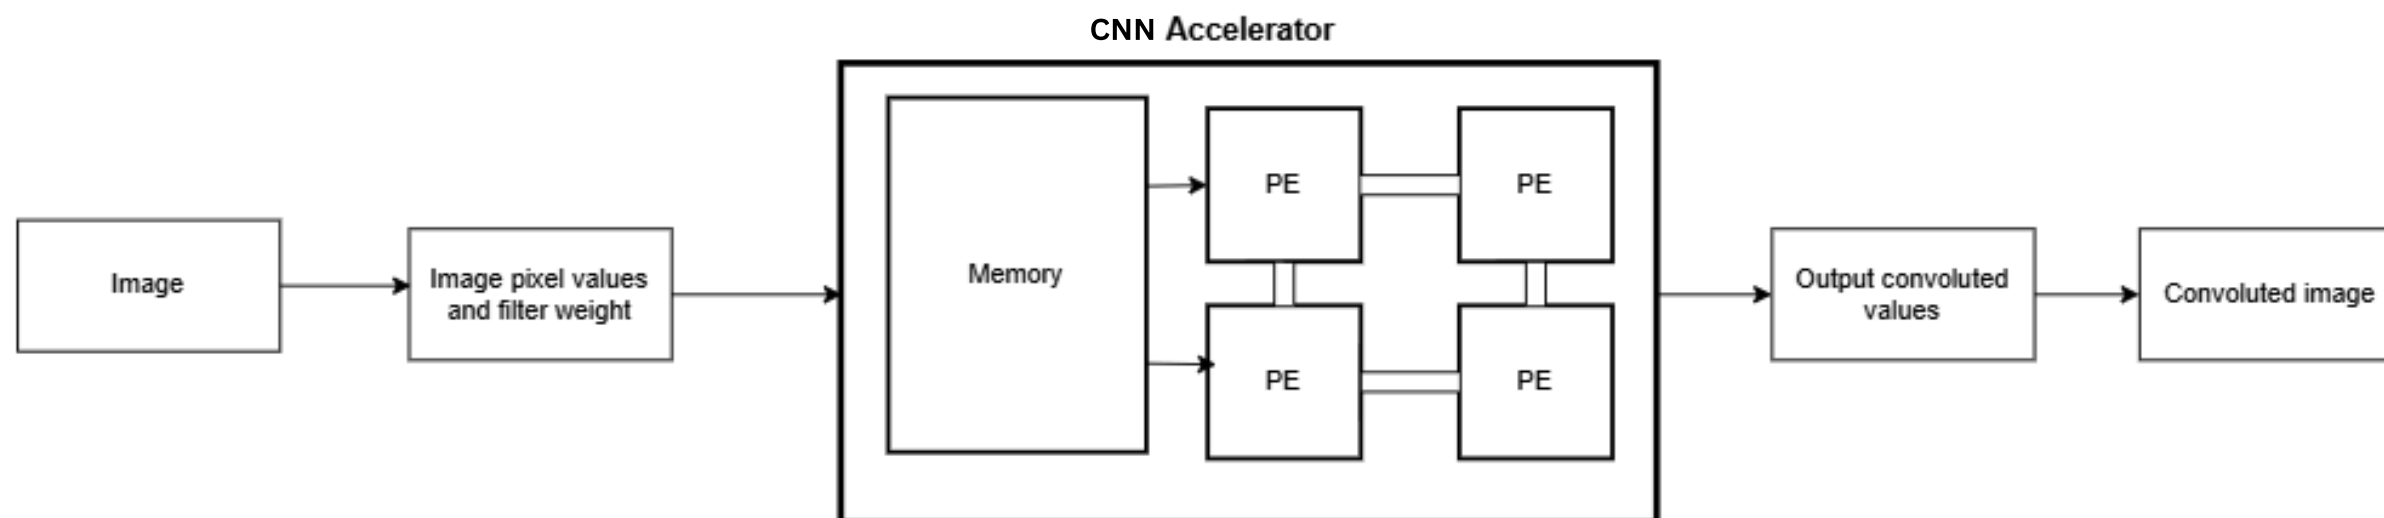 CNN Accelerator
Image
Image pixel values
and filter weight
Memory
PE
PE
PE
PE
Output convoluted
values
Convoluted image